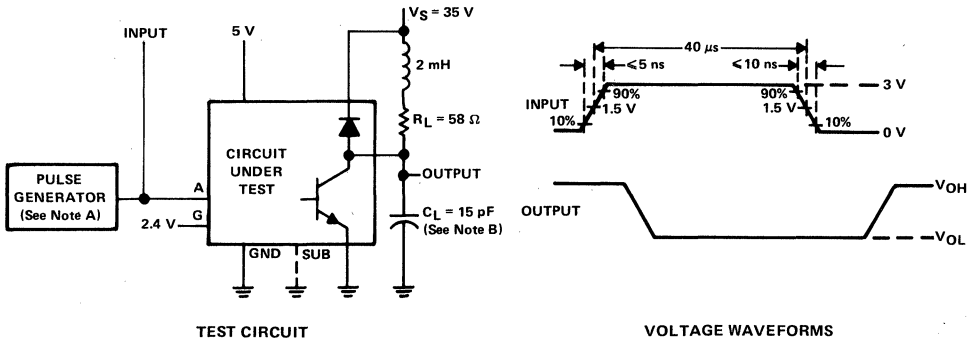 INPUT
5 V
VS = 35 V
2 mH
RL = 58 Ω
CIRCUIT
UNDER
TEST
PULSE
GENERATOR
(See Note A)
A
G
2.4 V
OUTPUT
CL = 15 pF
(See Note B)
GND
SUB
TEST CIRCUIT
40 μs
≤5 ns
≤10 ns
90%
90%
3 V
INPUT
1.5 V
1.5 V
10%
10%
0 V
OUTPUT
VOH
VOL
VOLTAGE WAVEFORMS